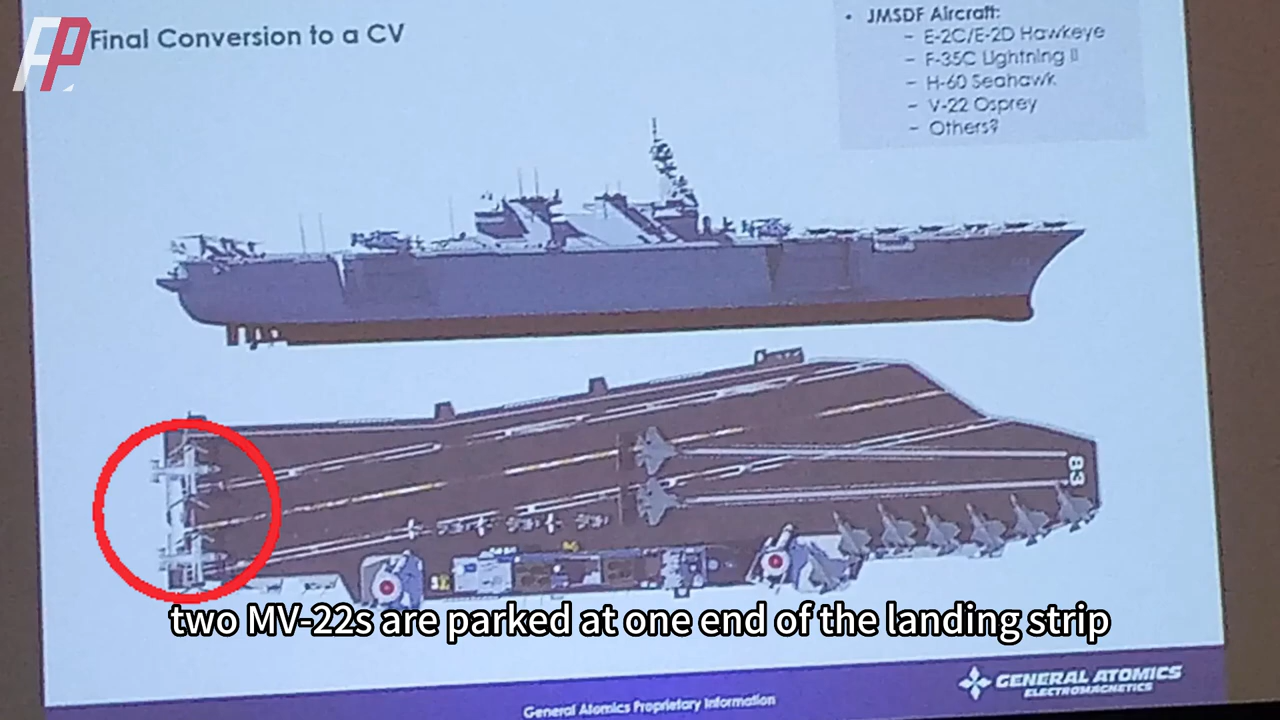 FP
Final Conversion to a CV
• JMSDF Aircraft:
– E-2C/E-2D Hawkeye
– F-35C Lightning II
– H-60 Seahawk
– V-22 Osprey
– Others?
83
two MV-22s are parked at one end of the landing strip
General Atomics Proprietary Information
GENERAL ATOMICS
ELECTROMAGNETICS